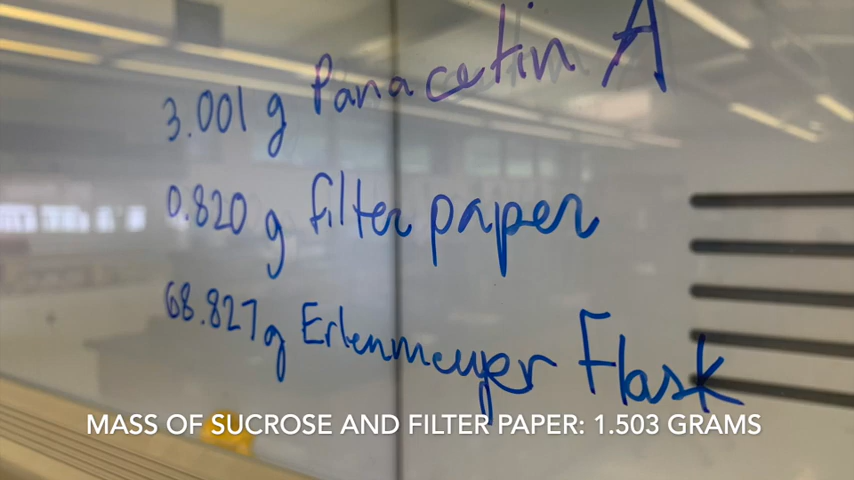 3.001 g Panacetin A
0.820 g filter paper
68.827g Erlenmeyer Flask
MASS OF SUCROSE AND FILTER PAPER: 1.503 GRAMS